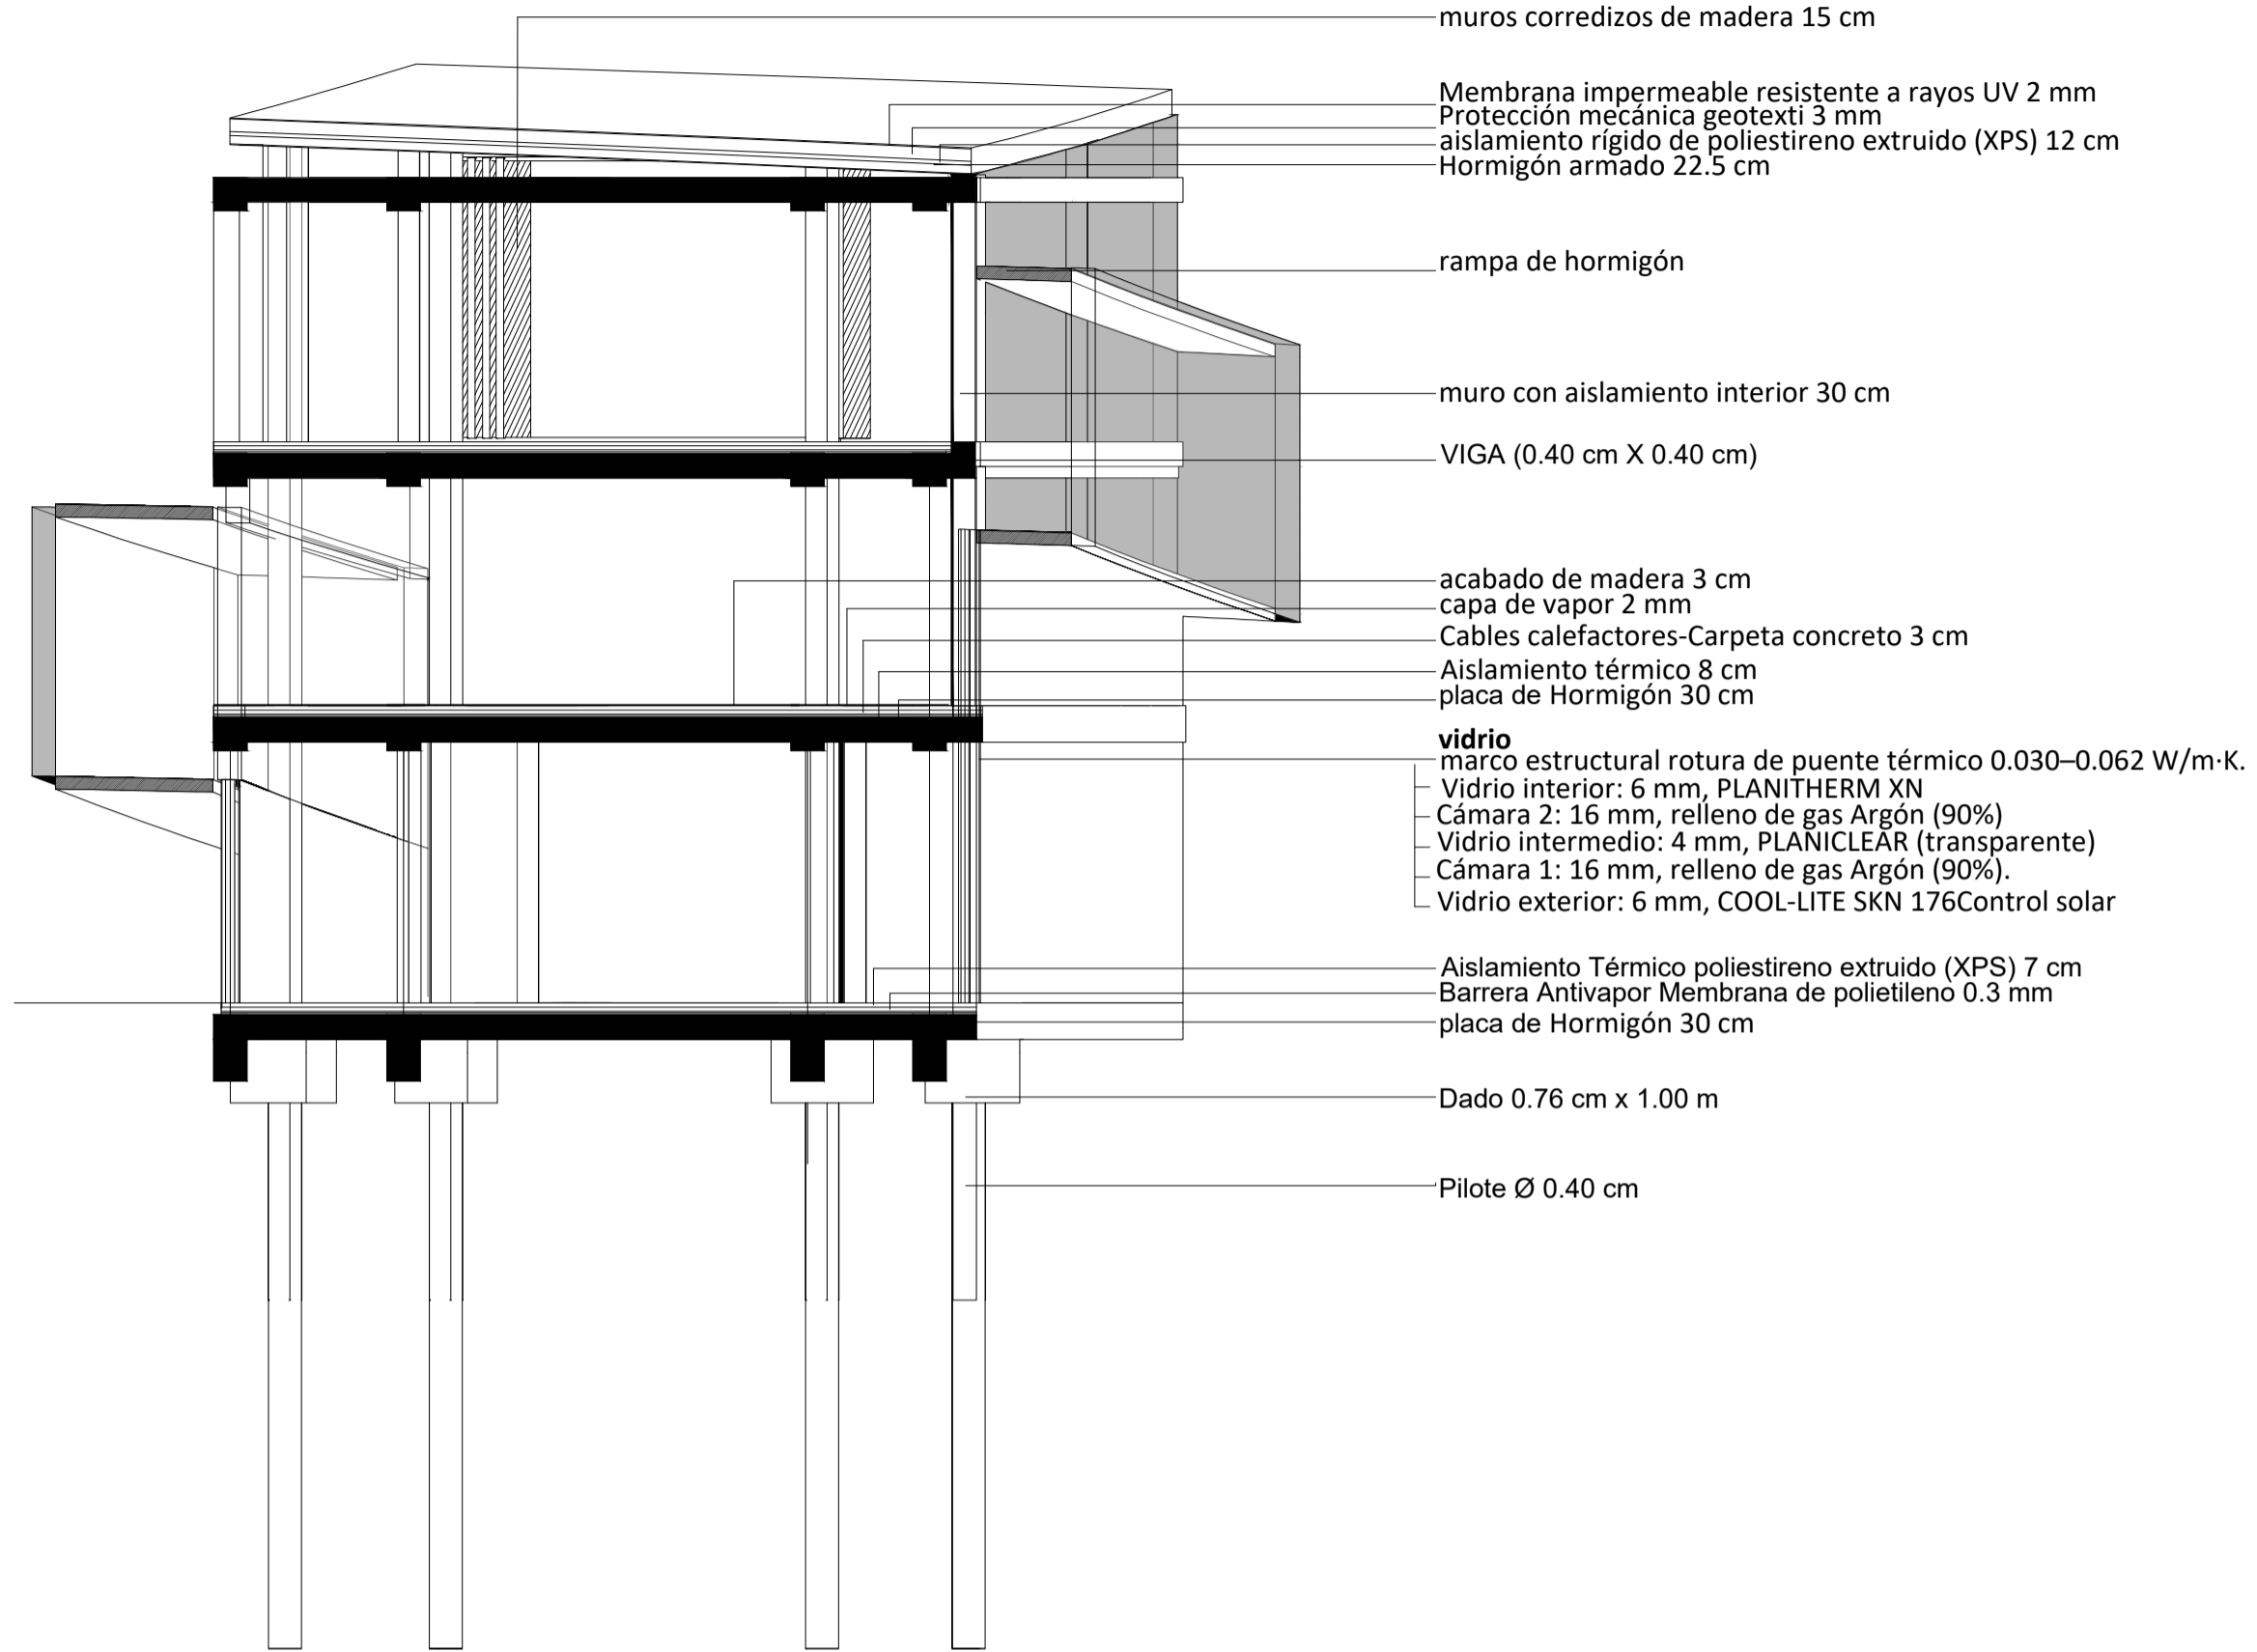 muros corredizos de madera 15 cm
Membrana impermeable resistente a rayos UV 2 mm
Protección mecánica geotexti 3 mm
aislamiento rígido de poliestireno extruido (XPS) 12 cm
Hormigón armado 22.5 cm
rampa de hormigón
muro con aislamiento interior 30 cm
VIGA (0.40 cm X 0.40 cm)
acabado de madera 3 cm
capa de vapor 2 mm
Cables calefactores-Carpeta concreto 3 cm
Aislamiento térmico 8 cm
placa de Hormigón 30 cm
vidrio
marco estructural rotura de puente térmico 0.030–0.062 W/m·K.
Vidrio interior: 6 mm, PLANITHERM XN
Cámara 2: 16 mm, relleno de gas Argón (90%)
Vidrio intermedio: 4 mm, PLANICLEAR (transparente)
Cámara 1: 16 mm, relleno de gas Argón (90%).
Vidrio exterior: 6 mm, COOL-LITE SKN 176Control solar
Aislamiento Térmico poliestireno extruido (XPS) 7 cm
Barrera Antivapor Membrana de polietileno 0.3 mm
placa de Hormigón 30 cm
Dado 0.76 cm x 1.00 m
Pilote Ø 0.40 cm